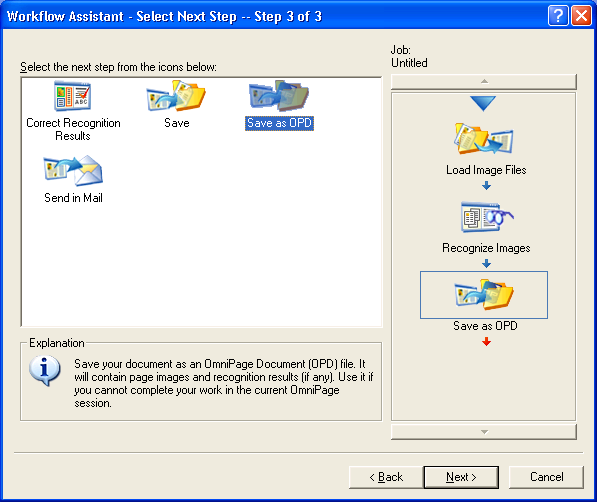 Workflow Assistant - Select Next Step -- Step 3 of 3
Select the next step from the icons below:
Correct Recognition
Results
Save
Save as OPD
Send in Mail
Job:
Untitled
Load Image Files
Recognize Images
Save as OPD
Explanation
Save your document as an OmniPage Document (OPD) file. It
will contain page images and recognition results (if any). Use it if
you cannot complete your work in the current OmniPage
session.
< Back
Next >
Cancel